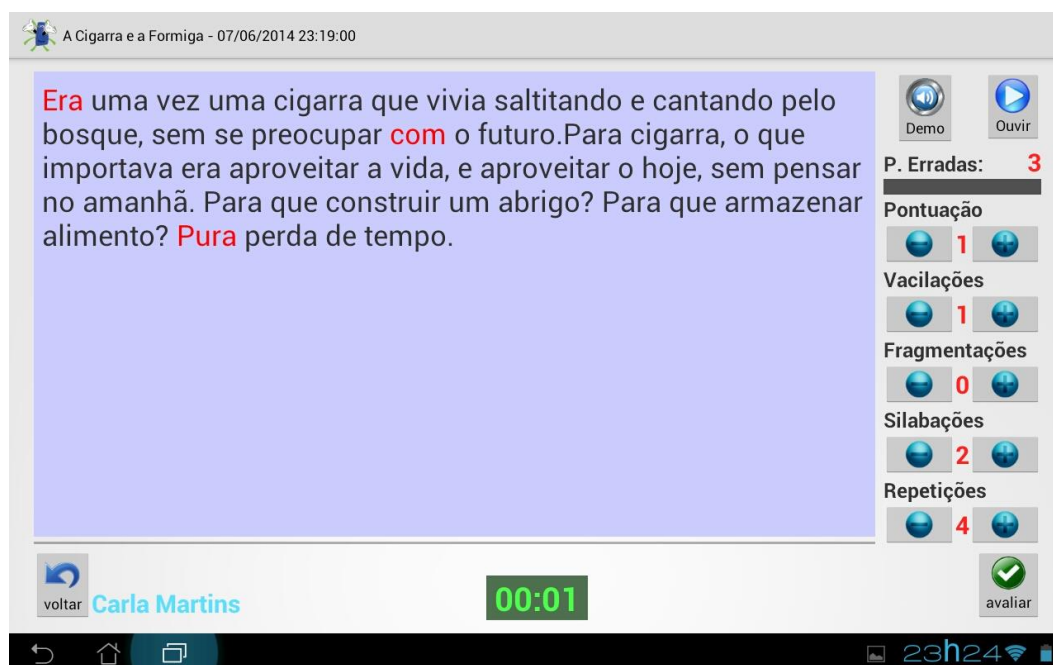 A Cigarra e a Formiga - 07/06/2014 23:19:00
Era uma vez uma cigarra que vivia saltitando e cantando pelo
bosque, sem se preocupar com o futuro.Para cigarra, o que
importava era aproveitar a vida, e aproveitar o hoje, sem pensar
no amanhã. Para que construir um abrigo? Para que armazenar
alimento? Pura perda de tempo.
Demo
Ouvir
P. Erradas: 3
Pontuação
1
Vacilações
1
Fragmentações
0
Silabações
2
Repetições
4
voltar
Carla Martins
00:01
avaliar
23h24